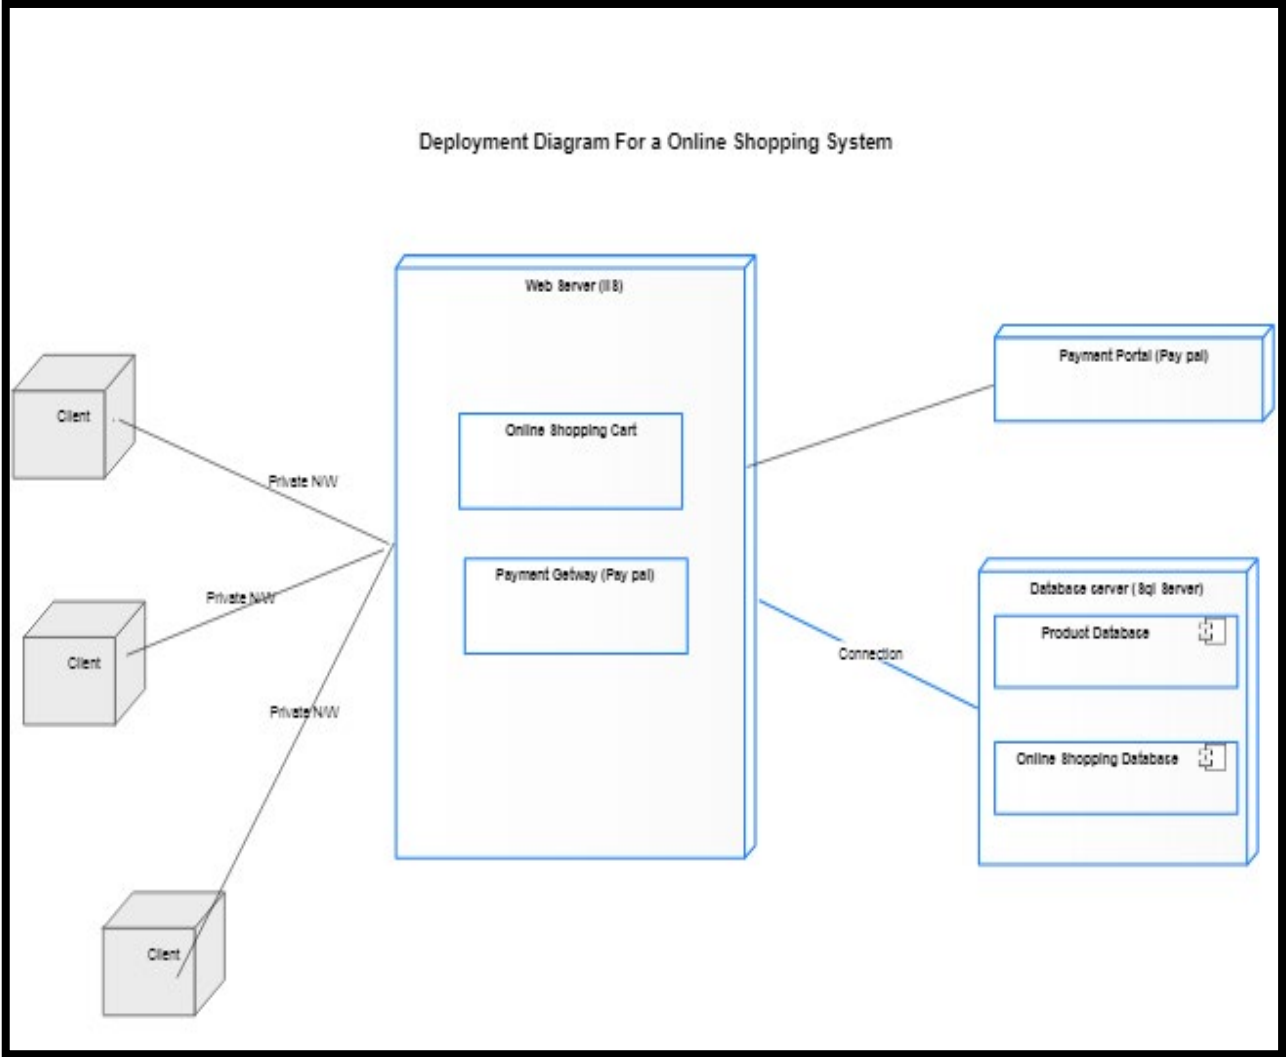 Deployment Diagram For a Online Shopping System
Web Server (IIS)
Payment Portal (Pay pal)
Client
Online Shopping Cart
Private N/W
Payment Getway (Pay pal)
Database server (Sql Server)
Private N/W
Product Database
Client
Connection
Private N/W
Online Shopping Database
Client